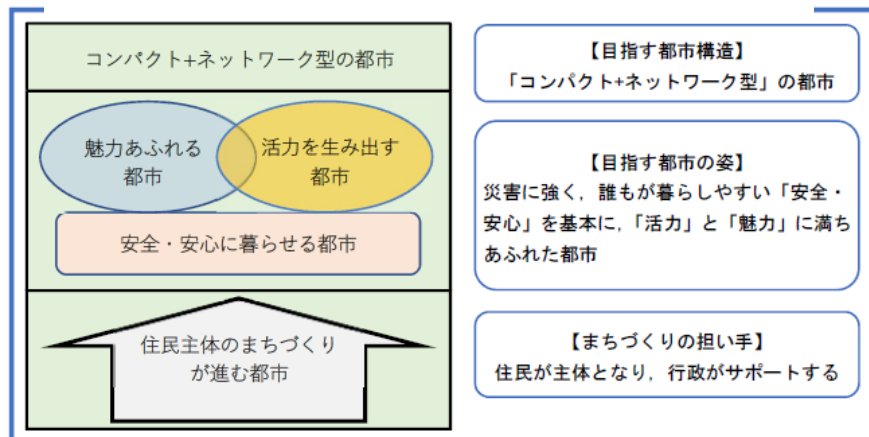 コンパクト+ネットワーク型の都市
魅力あふれる
都市
活力を生み出す
都市
安全・安心に暮らせる都市
住民主体のまちづくり
が進む都市
【目指す都市構造】
「コンパクト+ネットワーク型」の都市
【目指す都市の姿】
災害に強く，誰もが暮らしやすい「安全・
安心」を基本に，「活力」と「魅力」に満ち
あふれた都市
【まちづくりの担い手】
住民が主体となり，行政がサポートする